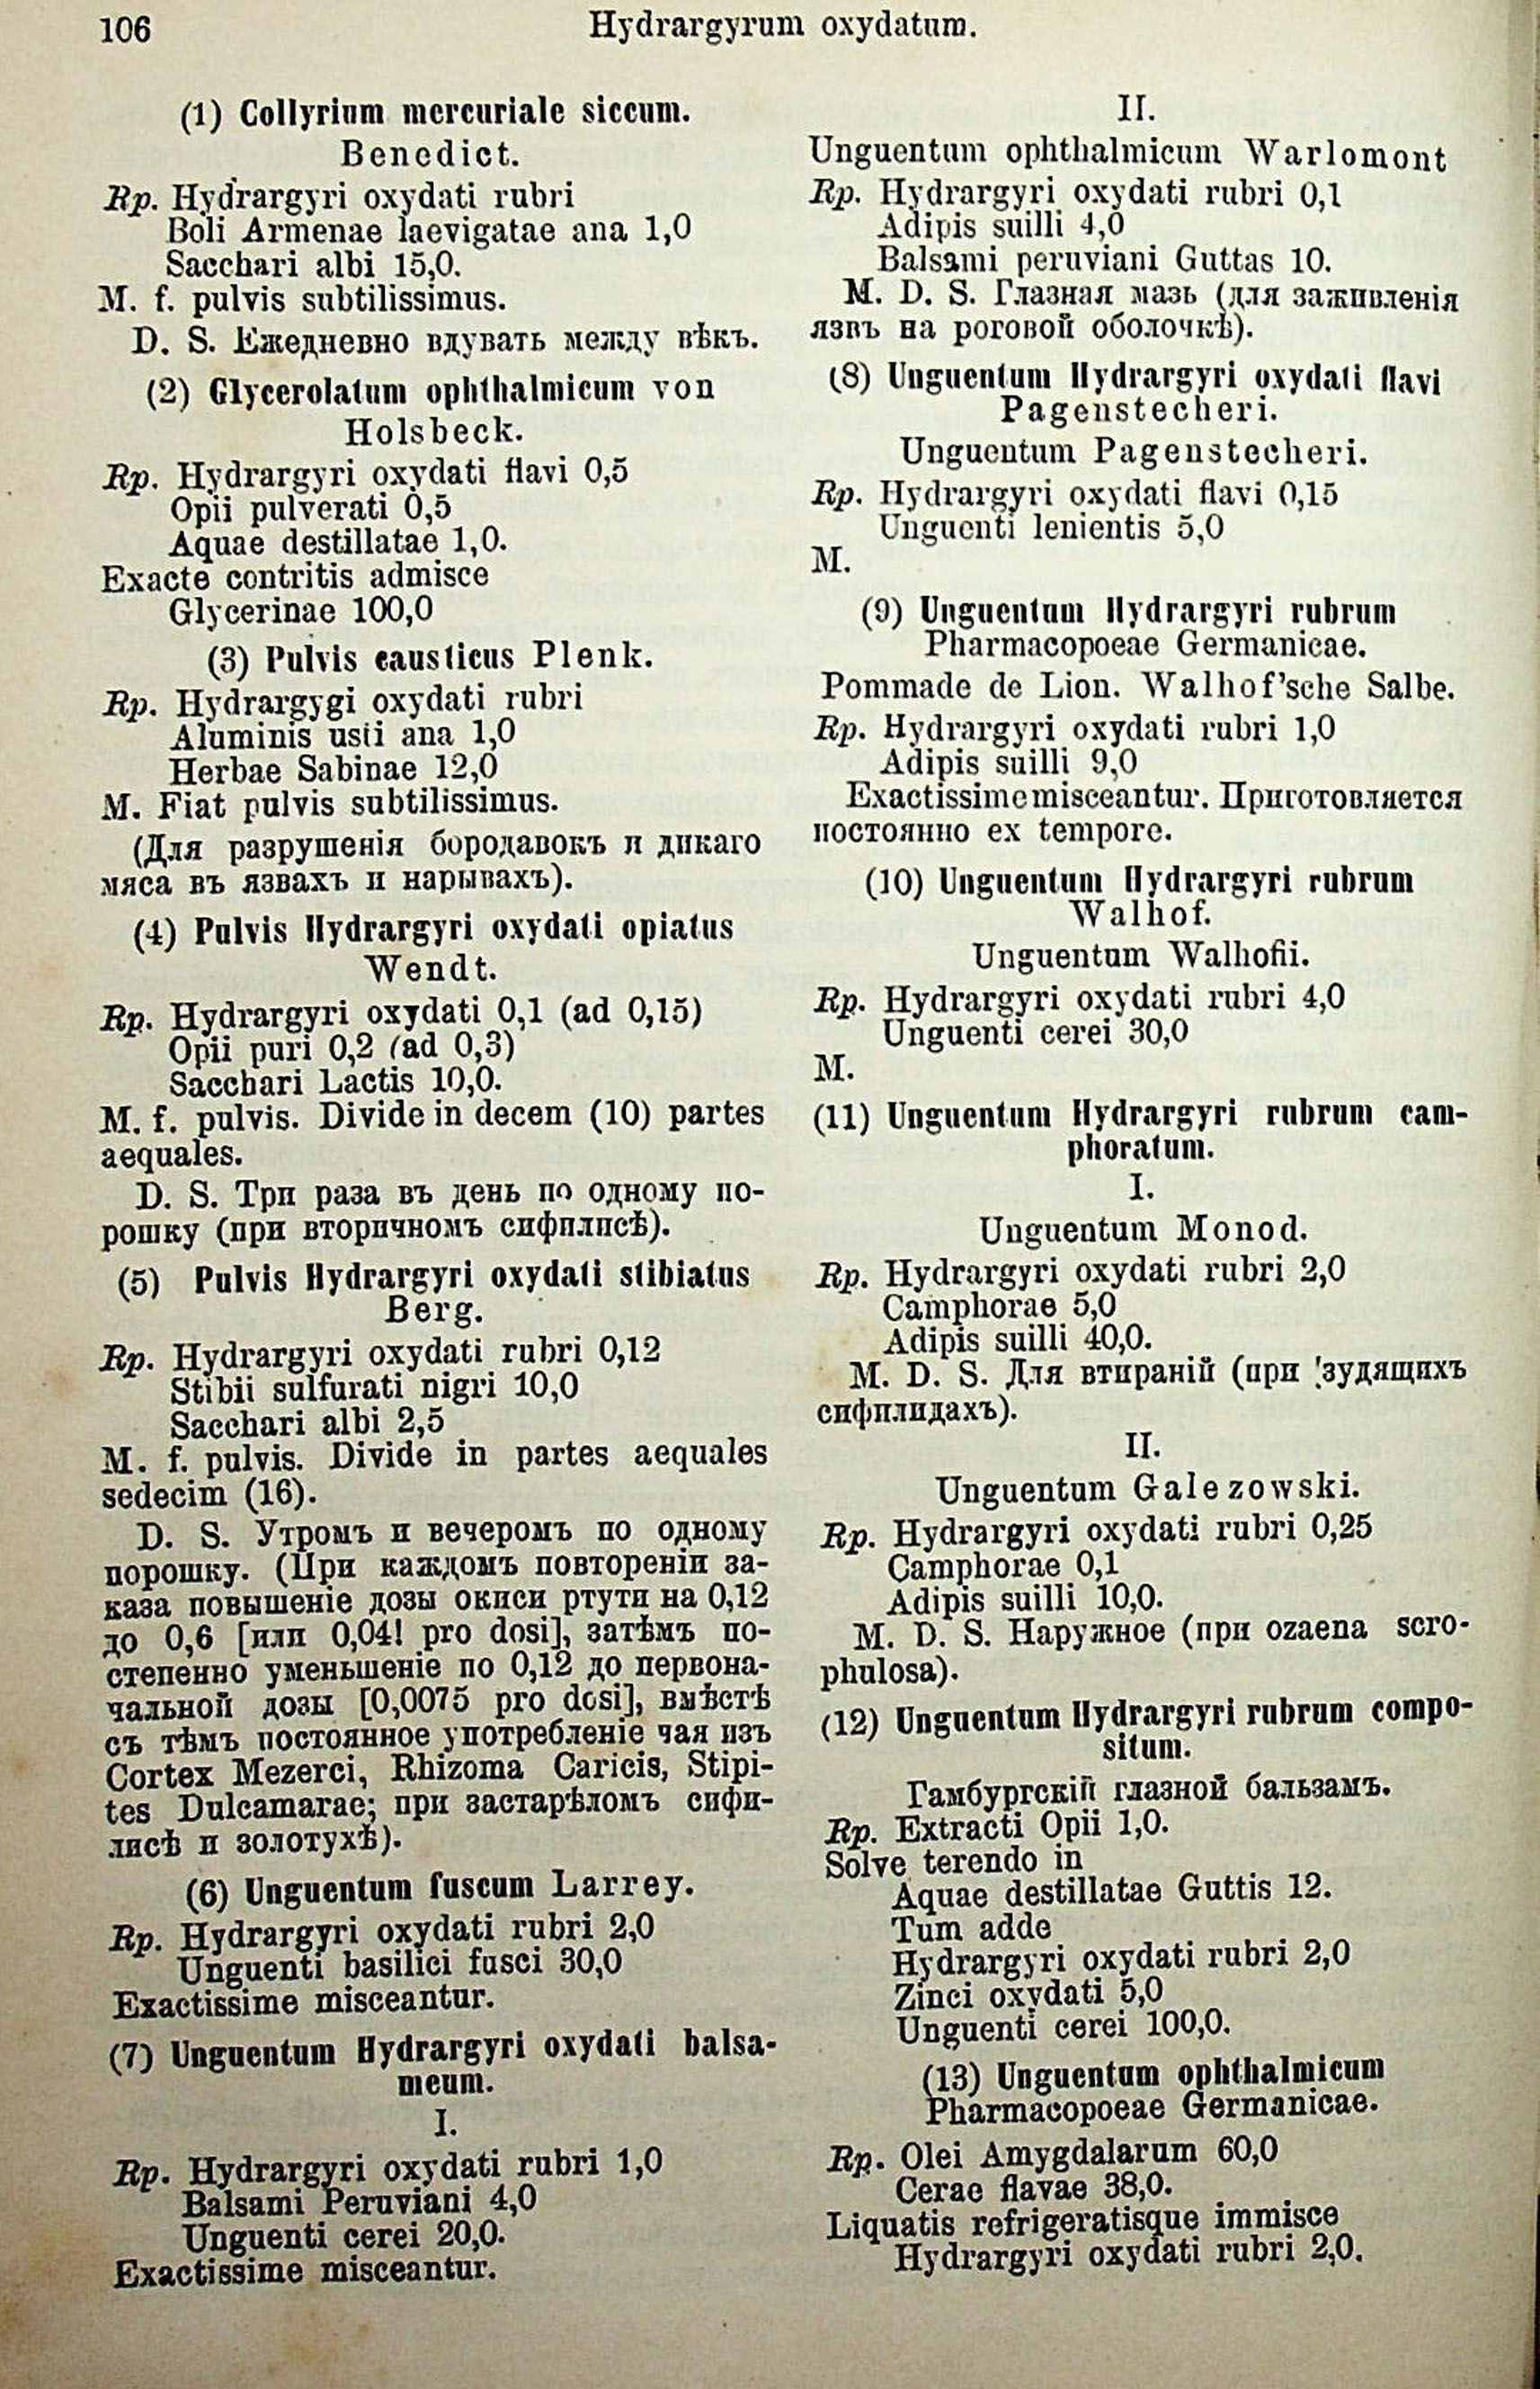 106
Hydrargyrum oxydatum.
(1) Collyrium mercuriale siccum.
Benedict.
Rp. Hydrargyri oxydati rubri
Boli Armenae laevigatae ana 1,0
Sacchari albi 15,0.
M. f. pulvis subtilissimus.
D. S. Ежедневно вдувать между вѣкъ.
(2) Glycerolatum ophthalmicum von
Holsbeck.
Rp. Hydrargyri oxydati flavi 0,5
Opii pulverati 0,5
Aquae destillatae 1,0.
Exacte contritis admisce
Glycerinae 100,0
(3) Pulvis causticus Plenk.
Rp. Hydrargygi oxydati rubri
Aluminis usti ana 1,0
Herbae Sabinae 12,0
M. Fiat pulvis subtilissimus.
(Для разрушенія бородавокъ и дикаго
мяса въ язвахъ и нарывахъ).
(4) Pulvis Hydrargyri oxydati opiatus
Wendt.
Rp. Hydrargyri oxydati 0,1 (ad 0,15)
Opii puri 0,2 (ad 0,3)
Sacchari Lactis 10,0.
M. f. pulvis. Divide in decem (10) partes
aequales.
D. S. Три раза въ день по одному по-
рошку (при вторичномъ сифилисѣ).
(5) Pulvis Hydrargyri oxydati stibiatus
Berg.
Rp. Hydrargyri oxydati rubri 0,12
Stibii sulfurati nigri 10,0
Sacchari albi 2,5
M. f. pulvis. Divide in partes aequales
sedecim (16).
D. S. Утромъ и вечеромъ по одному
порошку. (При каждомъ повтореніи за-
каза повышеніе дозы окиси ртути на 0,12
до 0,6 [или 0,04! pro dosi], затѣмъ по-
степенно уменьшеніе по 0,12 до первона-
чальной дозы [0,0075 pro dosi], вмѣстѣ
съ тѣмъ постоянное употребленіе чая изъ
Cortex Mezerei, Rhizoma Caricis, Stipi-
tes Dulcamarae; при застарѣломъ сифи-
лисѣ и золотухѣ).
(6) Unguentum fuscum Larrey.
Rp. Hydrargyri oxydati rubri 2,0
Unguenti basilici fusci 30,0
Exactissime misceantur.
(7) Unguentum Hydrargyri oxydati balsa-
meum.
I.
Rp. Hydrargyri oxydati rubri 1,0
Balsami Peruviani 4,0
Unguenti cerei 20,0.
Exactissime misceantur.
II.
Unguentum ophthalmicum Warlomont
Rp. Hydrargyri oxydati rubri 0,1
Adipis suilli 4,0
Balsami peruviani Guttas 10.
M. D. S. Глазная мазь (для заживленія
язвъ на роговой оболочкѣ).
(8) Unguentum Hydrargyri oxydati flavi
Pagenstecheri.
Unguentum Pagenstecheri.
Rp. Hydrargyri oxydati flavi 0,15
Unguenti lenientis 5,0
M.
(9) Unguentum Hydrargyri rubrum
Pharmacopoeae Germanicae.
Pommade de Lion. Walhof'sche Salbe.
Rp. Hydrargyri oxydati rubri 1,0
Adipis suilli 9,0
Exactissime misceantur. Приготовляется
постоянно ex tempore.
(10) Unguentum Hydrargyri rubrum
Walhof.
Unguentum Walhofii.
Rp. Hydrargyri oxydati rubri 4,0
Unguenti cerei 30,0
M.
(11) Unguentum Hydrargyri rubrum cam-
phoratum.
I.
Unguentum Monod.
Rp. Hydrargyri oxydati rubri 2,0
Camphorae 5,0
Adipis suilli 40,0.
M. D. S. Для втираній (при зудящихъ
сифилидахъ).
II.
Unguentum Galezowski.
Rp. Hydrargyri oxydati rubri 0,25
Camphorae 0,1
Adipis suilli 10,0.
M. D. S. Наружное (при ozaena scro-
phulosa).
(12) Unguentum Hydrargyri rubrum compo-
situm.
Гамбургскій глазной бальзамъ.
Rp. Extracti Opii 1,0.
Solve terendo in
Aquae destillatae Guttis 12.
Tum adde
Hydrargyri oxydati rubri 2,0
Zinci oxydati 5,0
Unguenti cerei 100,0.
(13) Unguentum ophthalmicum
Pharmacopoeae Germanicae.
Rp. Olei Amygdalarum 60,0
Cerae flavae 38,0.
Liquatis refrigeratisque immisce
Hydrargyri oxydati rubri 2,0.